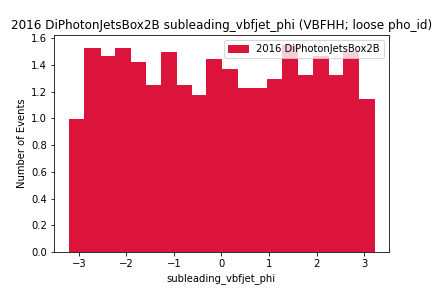 2016 DiPhotonJetsBox2B subleading_vbfjet_phi (VBFHH; loose pho_id)
2016 DiPhotonJetsBox2B
Number of Events
1.6
1.4
1.2
1.0
0.8
0.6
0.4
0.2
0.0
−3 −2 −1 0 1 2 3
subleading_vbfjet_phi